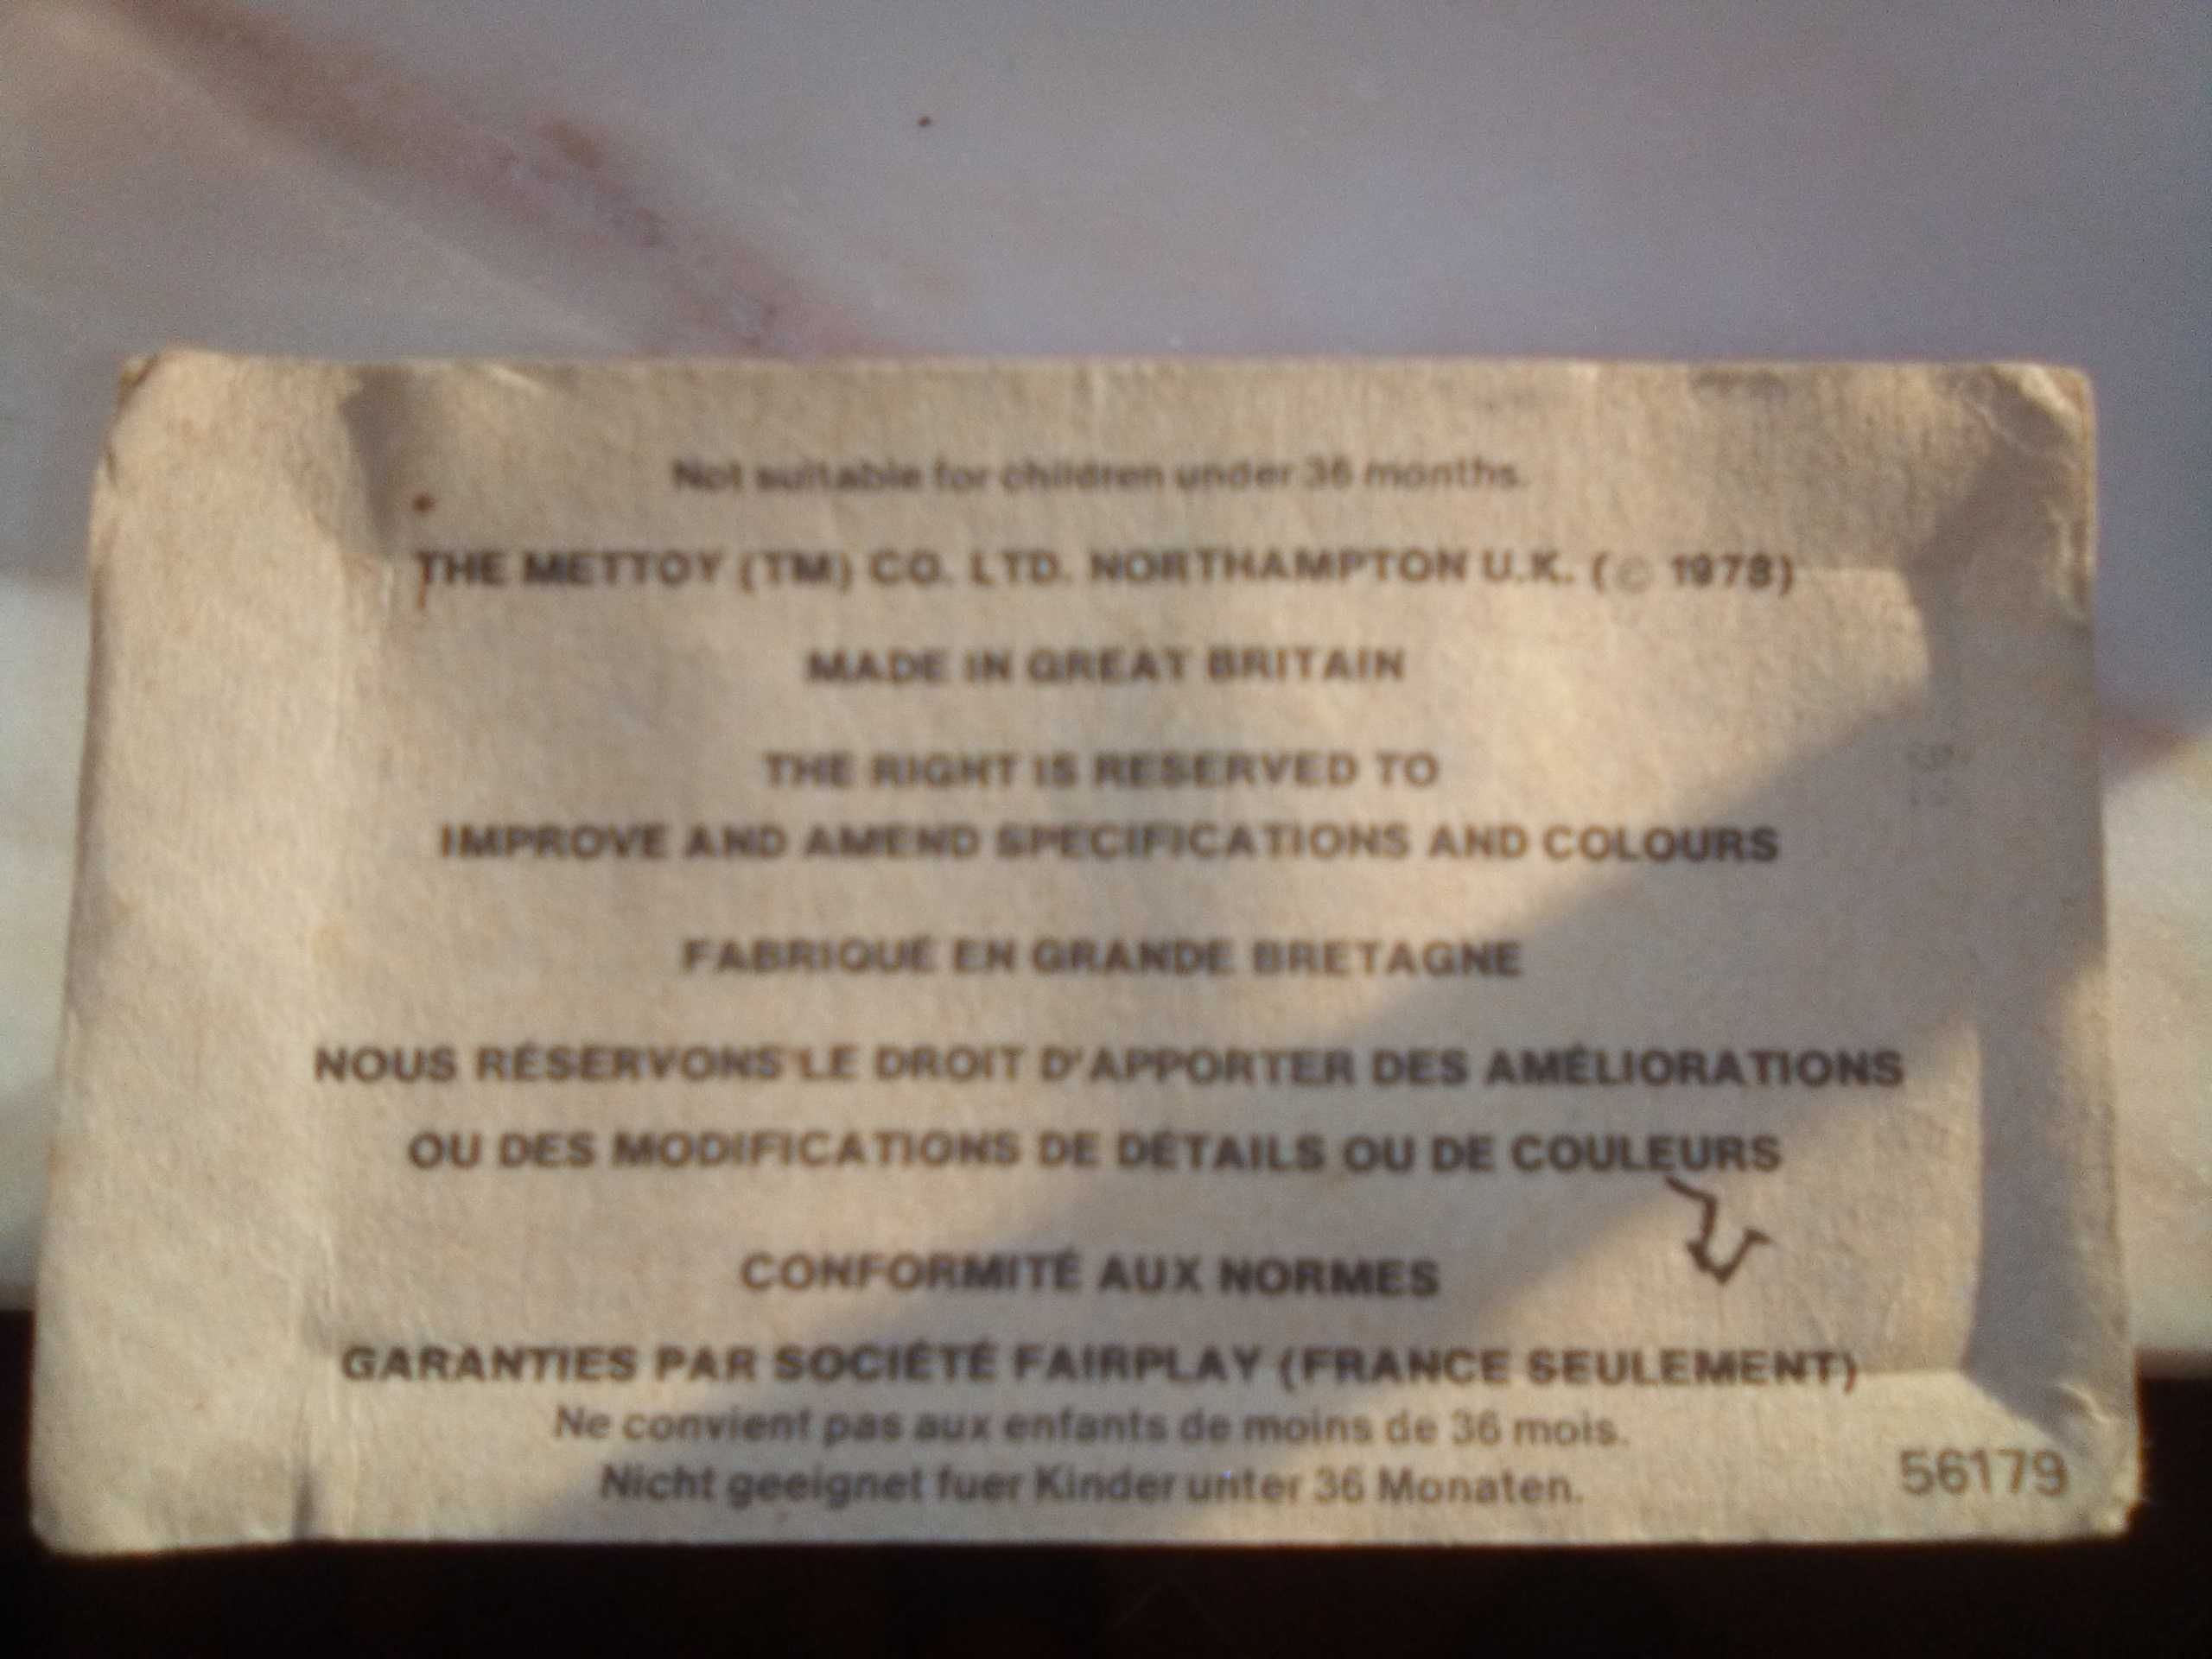 Not suitable for children under 36 months.
THE METTOY (TM) CO. LTD. NORTHAMPTON U.K. (© 1978)
MADE IN GREAT BRITAIN
THE RIGHT IS RESERVED TO
IMPROVE AND AMEND SPECIFICATIONS AND COLOURS
FABRIQUÉ EN GRANDE BRETAGNE
NOUS RÉSERVONS LE DROIT D'APPORTER DES AMÉLIORATIONS
OU DES MODIFICATIONS DE DÉTAILS OU DE COULEURS
CONFORMITÉ AUX NORMES
GARANTIES PAR SOCIÉTÉ FAIRPLAY (FRANCE SEULEMENT)
Ne convient pas aux enfants de moins de 36 mois.
Nicht geeignet fuer Kinder unter 36 Monaten.
56179